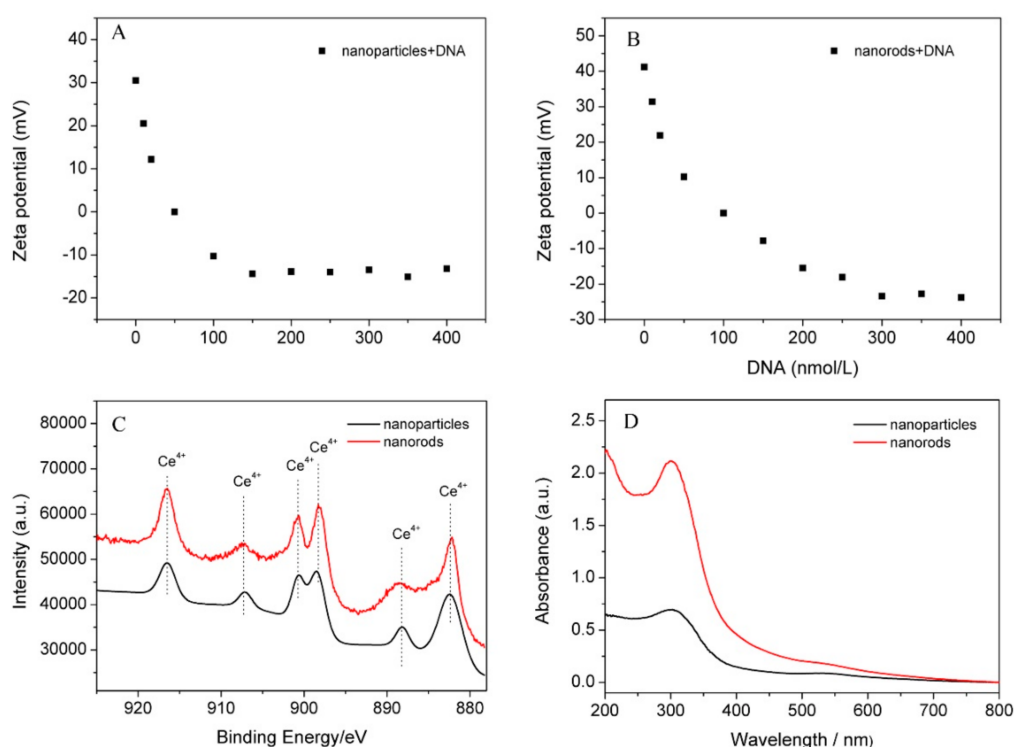 A
nanoparticles+DNA
Zeta potential (mV)
40
30
20
10
0
-10
-20
0 100 200 300 400
B
nanorods+DNA
Zeta potential (mV)
50
40
30
20
10
0
-10
-20
-30
0 100 200 300 400
DNA (nmol/L)
C
nanoparticles
nanorods
Ce4+
Ce4+
Ce4+
Ce4+
Ce4+
Ce4+
Intensity (a.u.)
80000
70000
60000
50000
40000
30000
920 910 900 890 880
Binding Energy/eV
D
nanoparticles
nanorods
Absorbance (a.u.)
2.5
2.0
1.5
1.0
0.5
0.0
200 300 400 500 600 700 800
Wavelength / nm)